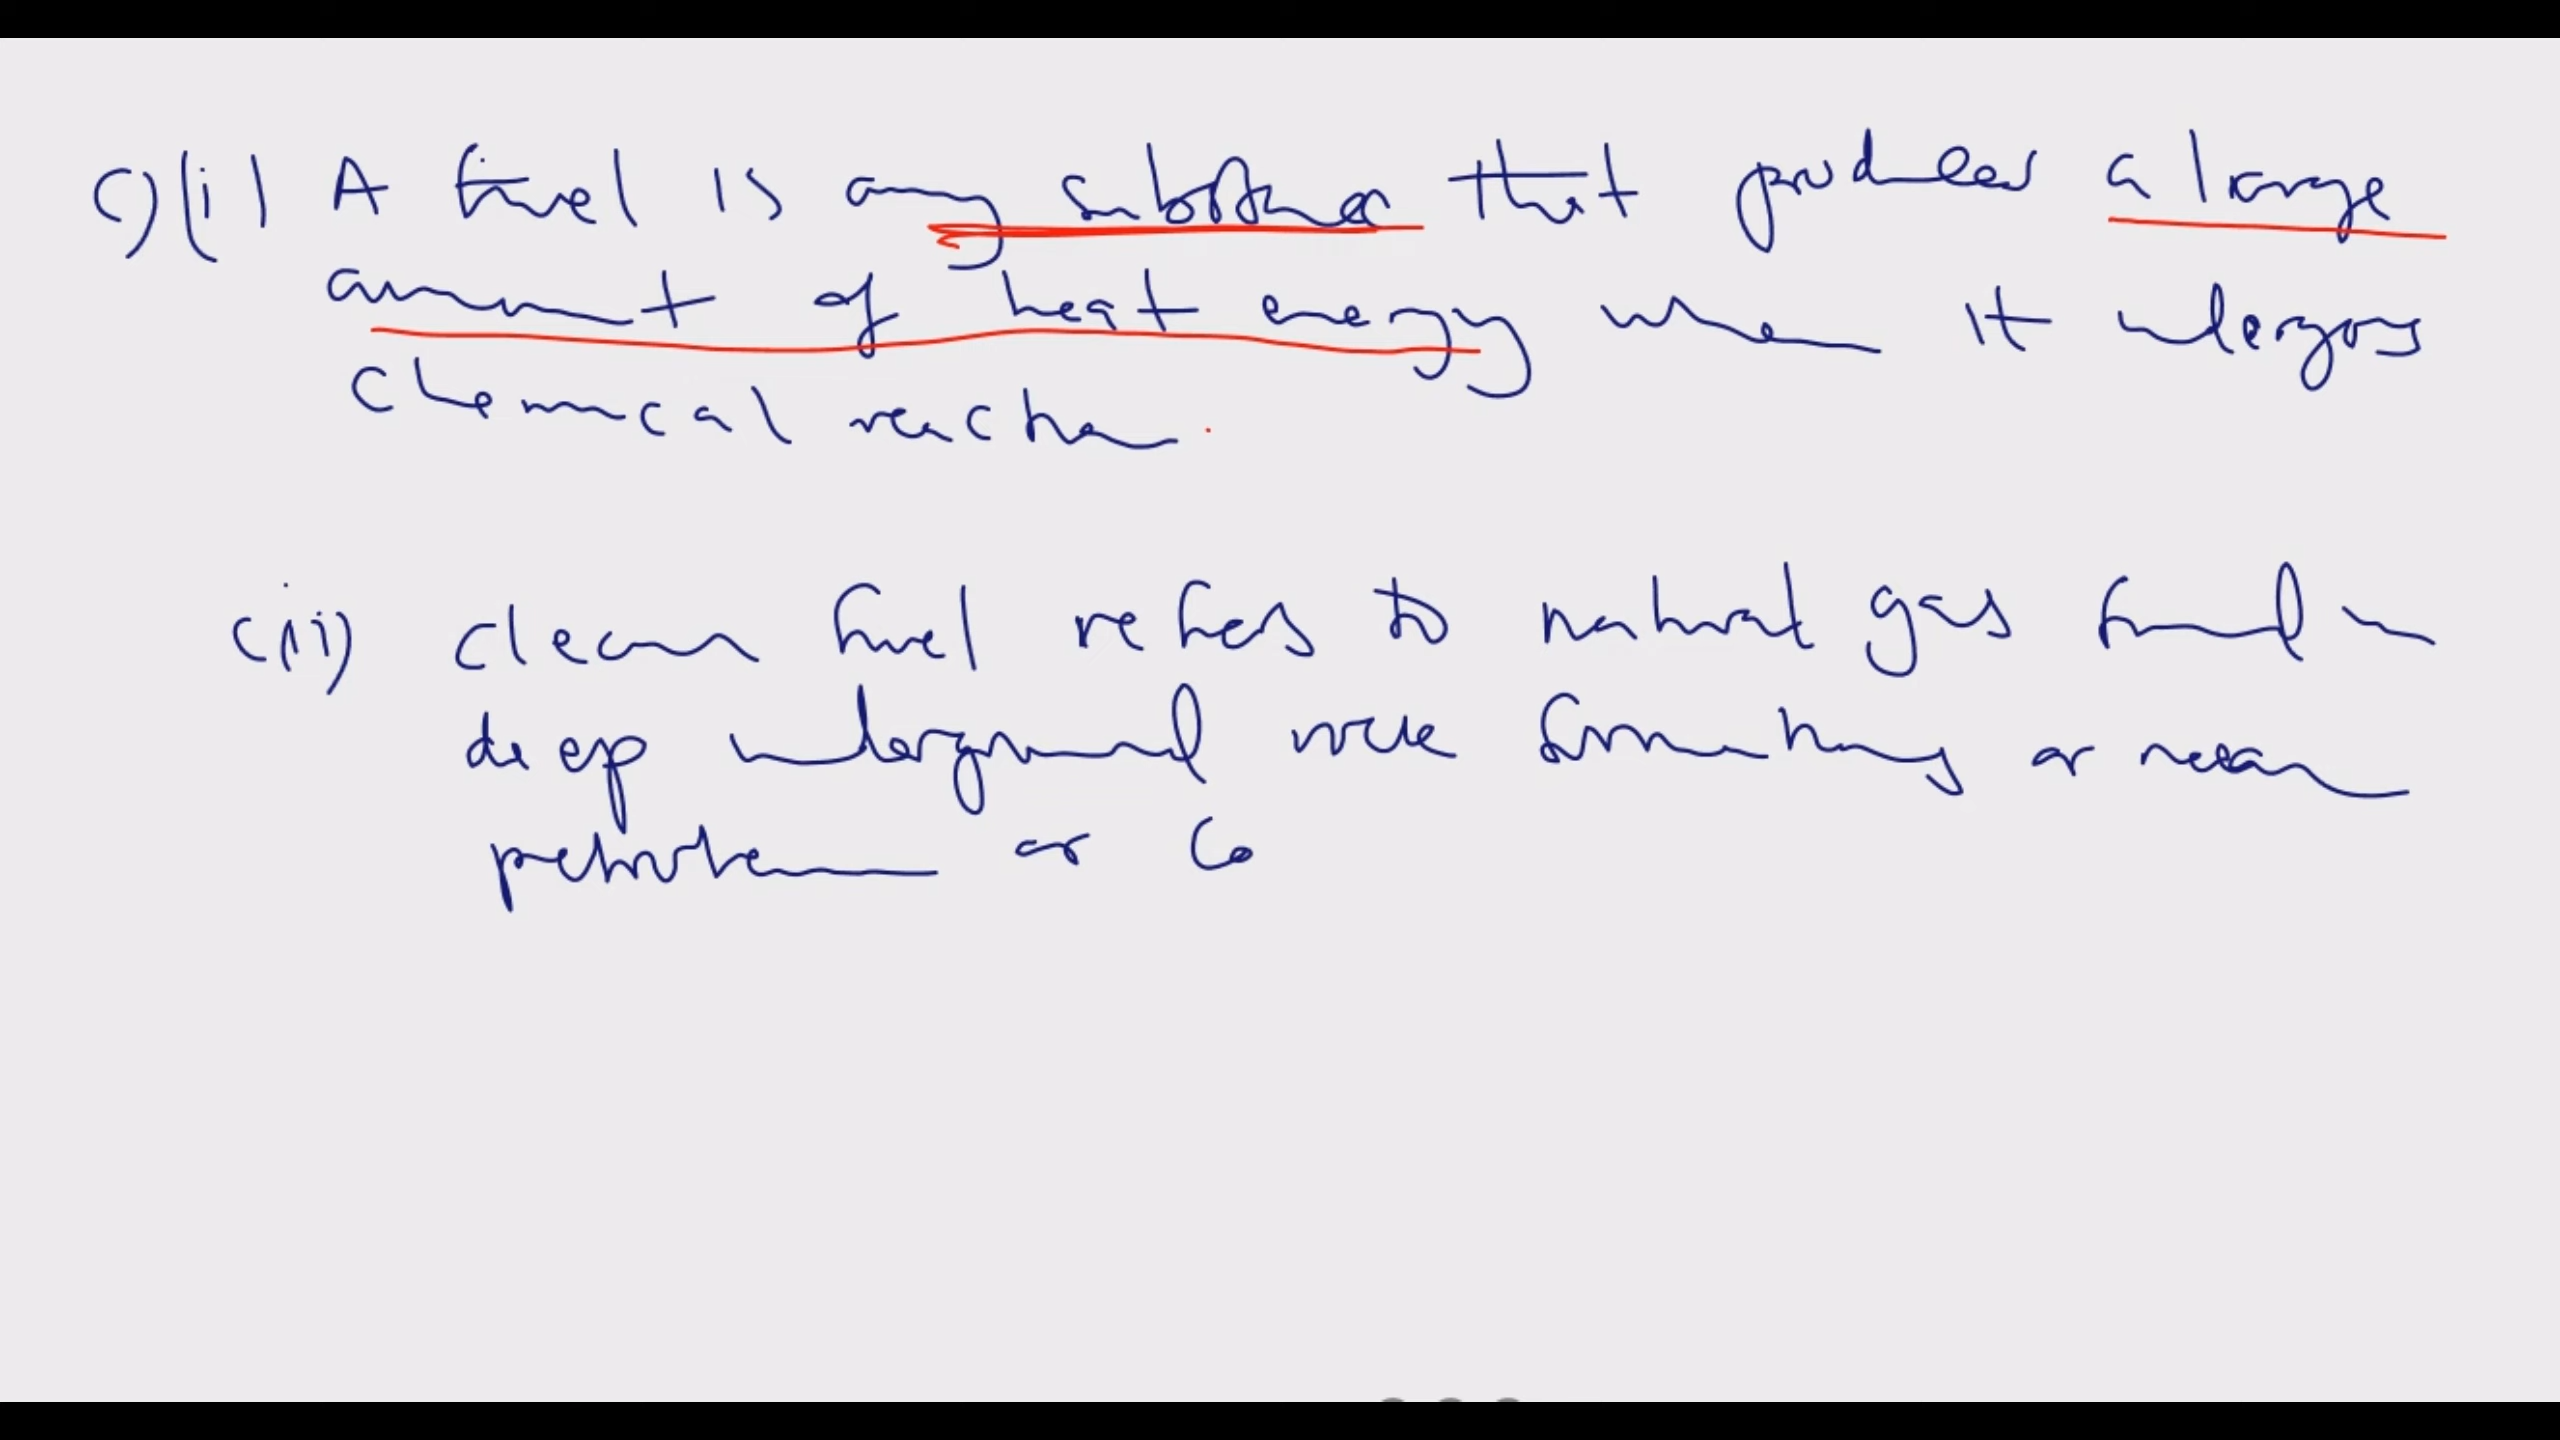 c)(i) A fuel is any substance that produces a large
amount of heat energy when it undergoes
chemical reaction.
(ii) clean fuel refers to natural gas found in
deep underground rock formations or near
petroleum or Co